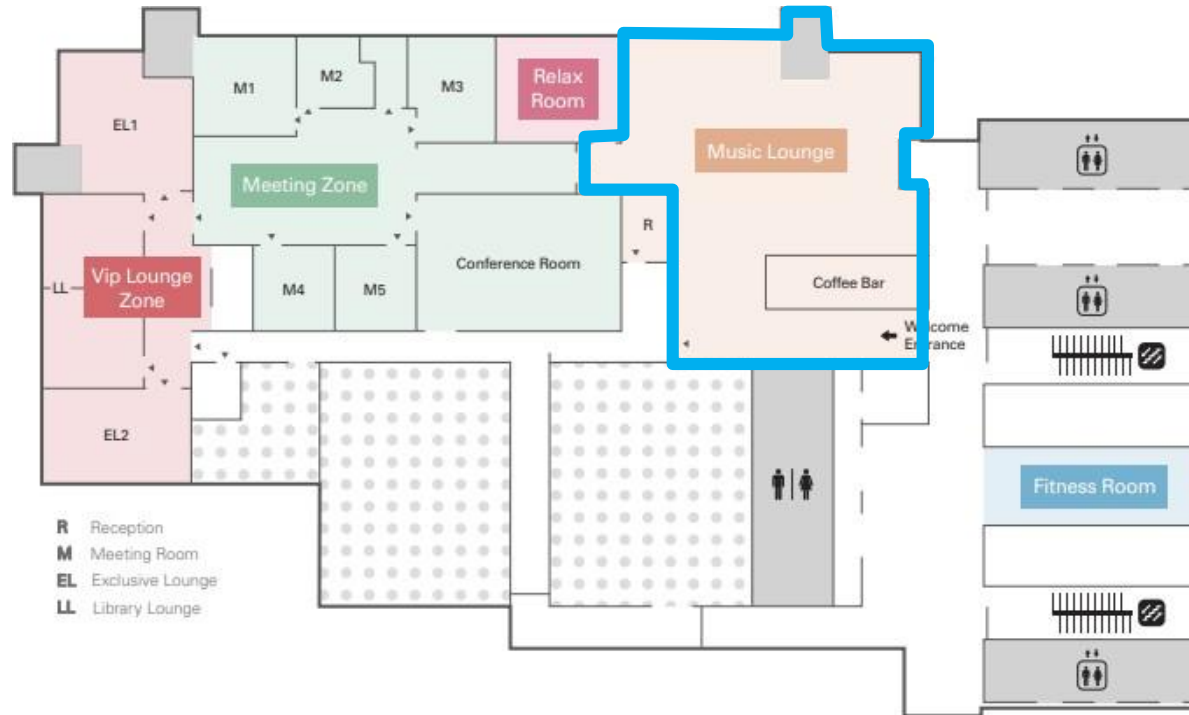 M1
M2
M3
Relax
Room
EL1
Music Lounge
Meeting Zone
R
Conference Room
Vip Lounge
Zone
LL
M4
M5
Coffee Bar
Welcome
Entrance
EL2
Fitness Room
R Reception
M Meeting Room
EL Exclusive Lounge
LL Library Lounge